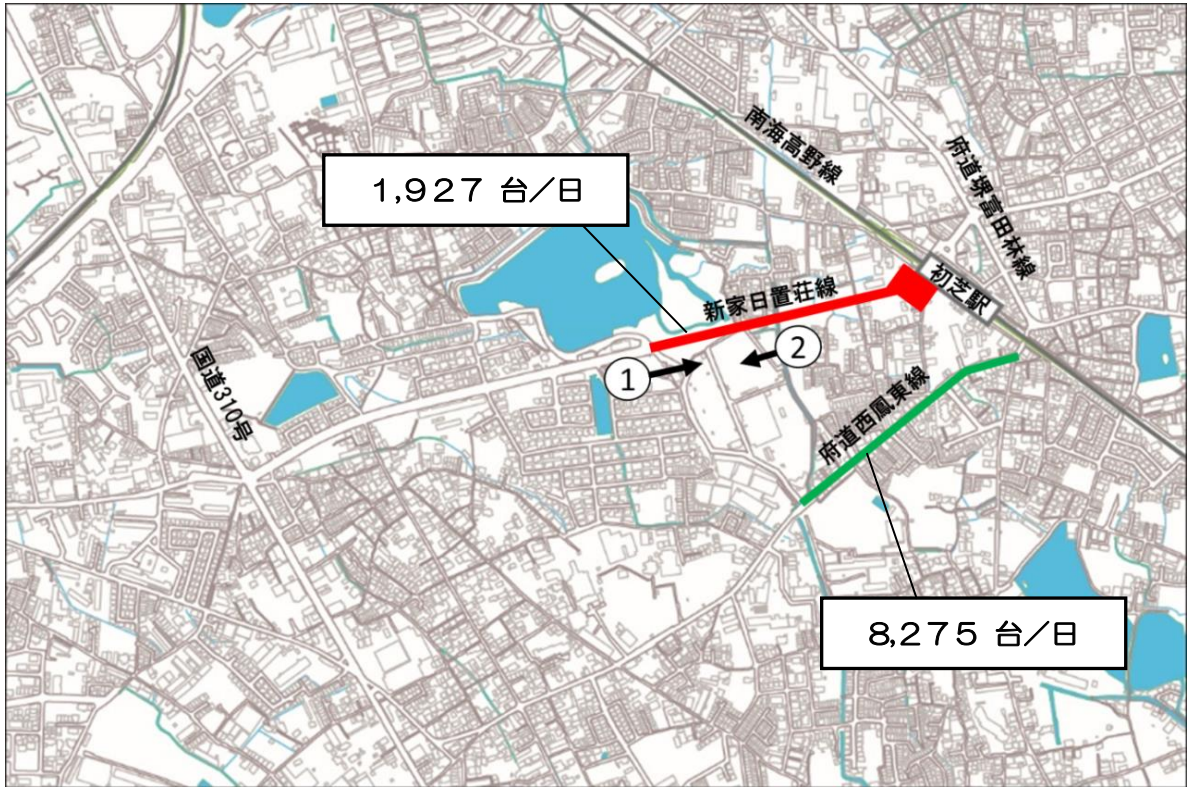 南海高野線
府道堺富田林線
1,927 台/日
初芝駅
新家日置荘線
①
②
国道310号
府道西鳳東線
8,275 台/日